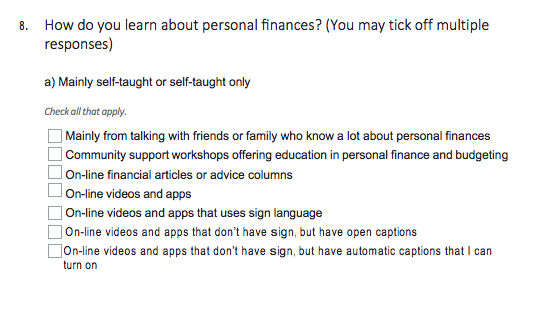 8. How do you learn about personal finances? (You may tick off multiple
responses)
a) Mainly self-taught or self-taught only
Check all that apply.
Mainly from talking with friends or family who know a lot about personal finances
Community support workshops offering education in personal finance and budgeting
On-line financial articles or advice columns
On-line videos and apps
On-line videos and apps that uses sign language
On-line videos and apps that don't have sign, but have open captions
On-line videos and apps that don't have sign, but have automatic captions that I can
turn on